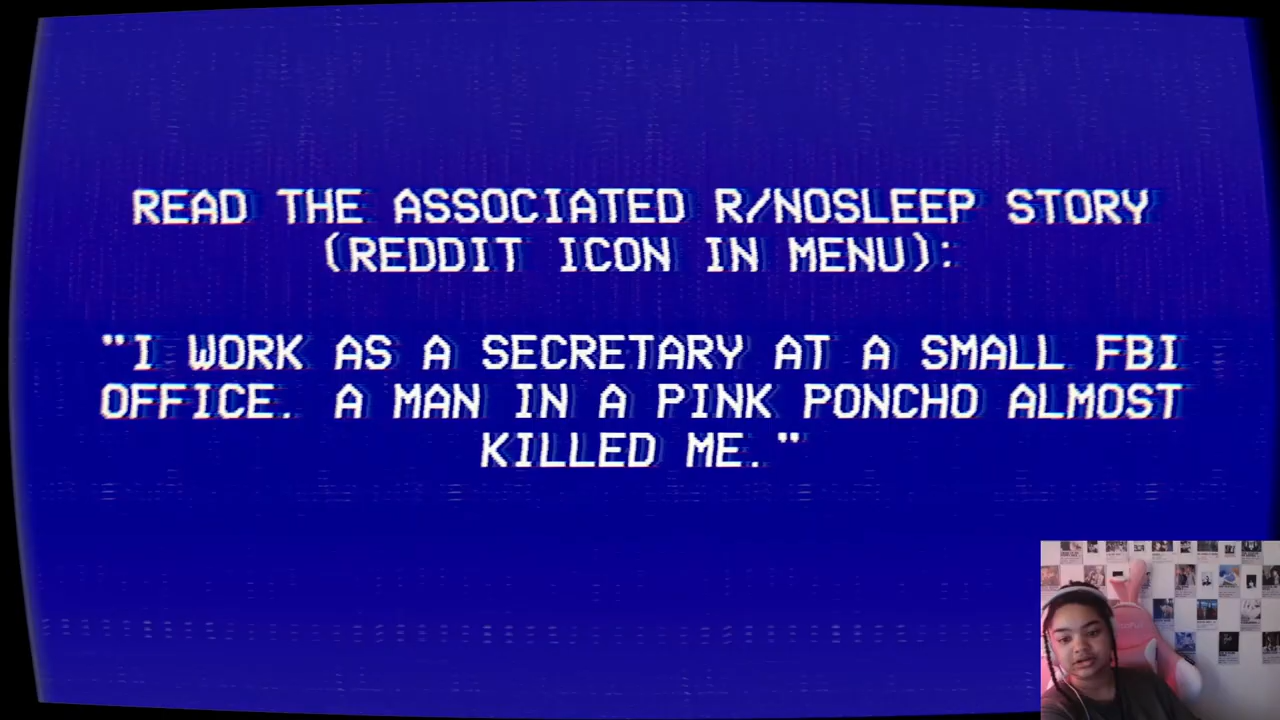 READ THE ASSOCIATED R/NOSLEEP STORY
(REDDIT ICON IN MENU):
"I WORK AS A SECRETARY AT A SMALL FBI
OFFICE. A MAN IN A PINK PONCHO ALMOST
KILLED ME."